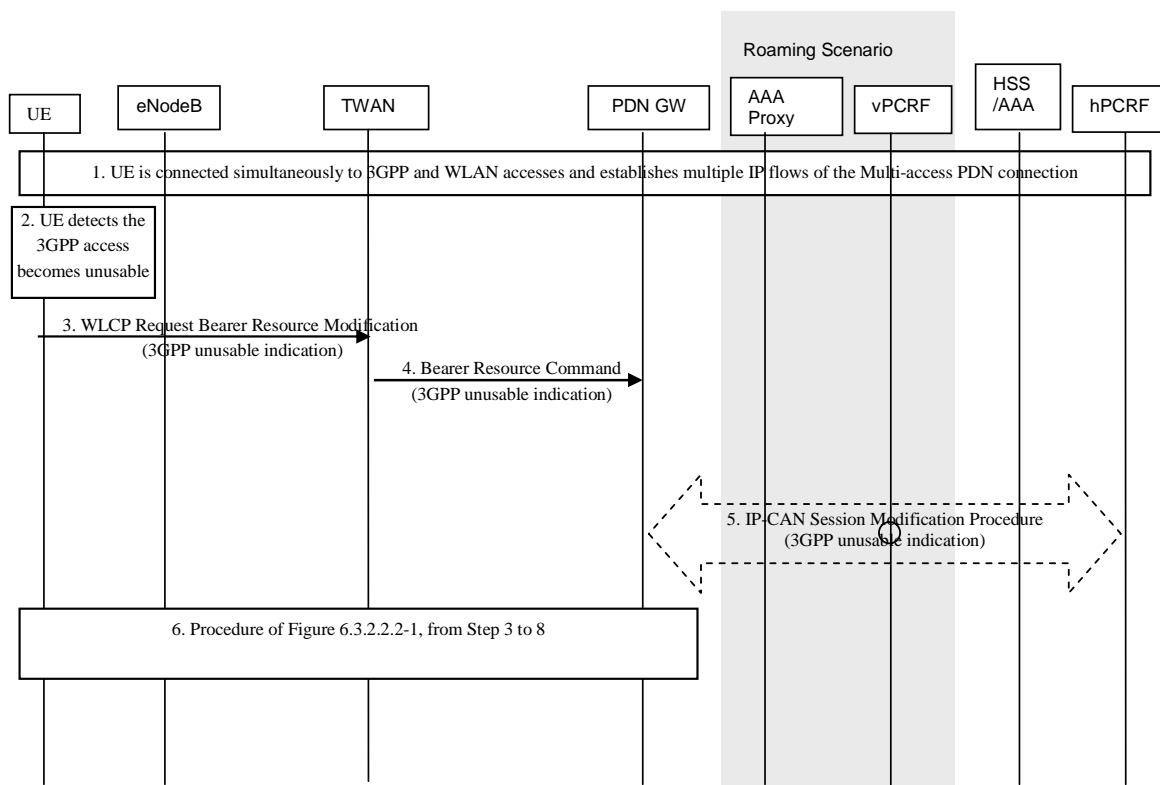 Roaming Scenario
UE
eNodeB
TWAN
PDN GW
AAA
Proxy
vPCRF
HSS
/AAA
hPCRF
1. UE is connected simultaneously to 3GPP and WLAN accesses and establishes multiple IP flows of the Multi-access PDN connection
2. UE detects the
3GPP access
becomes unusable
3. WLCP Request Bearer Resource Modification
(3GPP unusable indication)
4. Bearer Resource Command
(3GPP unusable indication)
5. IP-CAN Session Modification Procedure
(3GPP unusable indication)
6. Procedure of Figure 6.3.2.2.2-1, from Step 3 to 8